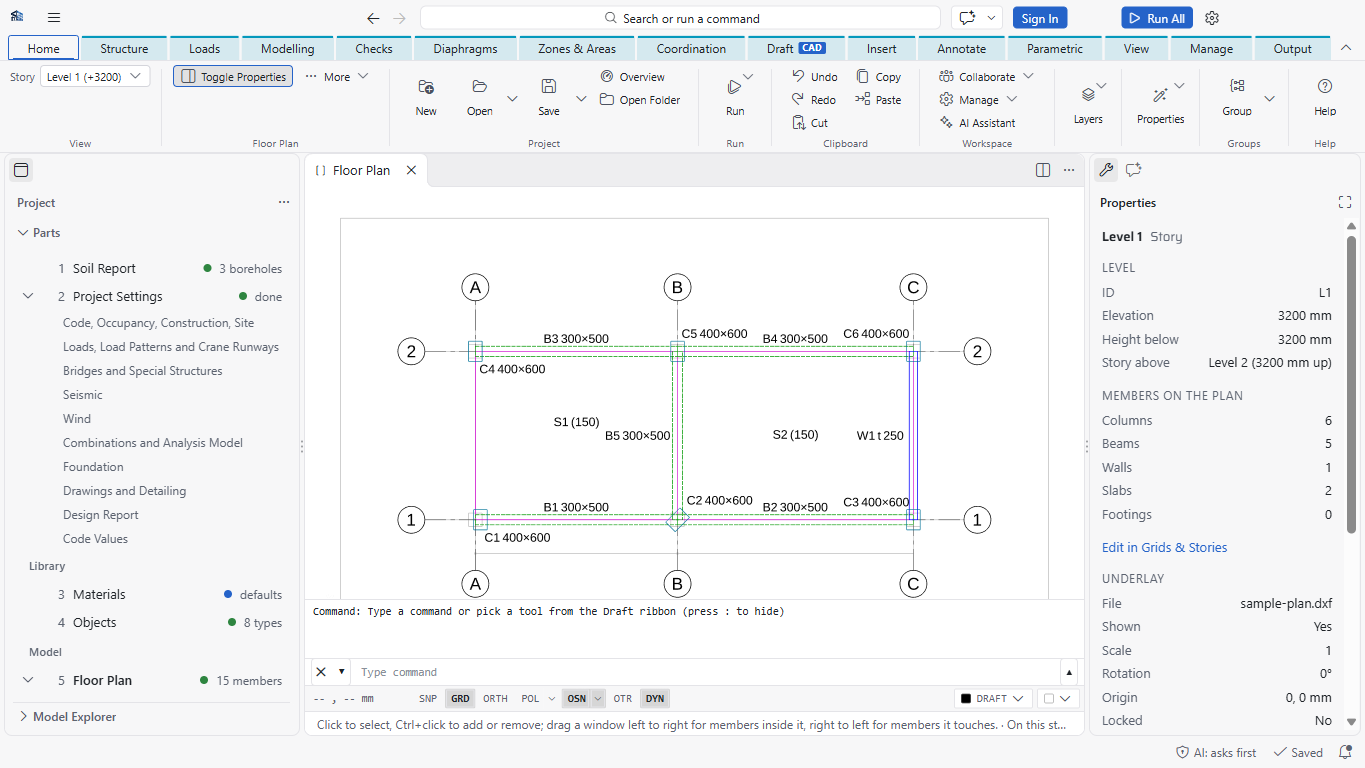 Search or run a command
Sign In
Run All
Home
Structure
Loads
Modelling
Checks
Diaphragms
Zones & Areas
Coordination
Draft CAD
Insert
Annotate
Parametric
View
Manage
Output
Story Level 1 (+3200)
View
Toggle Properties
More
Floor Plan
New
Open
Save
Overview
Open Folder
Project
Run
Run
Undo
Redo
Cut
Copy
Paste
Clipboard
Collaborate
Manage
AI Assistant
Workspace
Layers
Properties
Group
Groups
Help
Help
Project
Parts
1 Soil Report 3 boreholes
2 Project Settings done
Code, Occupancy, Construction, Site
Loads, Load Patterns and Crane Runways
Bridges and Special Structures
Seismic
Wind
Combinations and Analysis Model
Foundation
Drawings and Detailing
Design Report
Code Values
Library
3 Materials defaults
4 Objects 8 types
Model
5 Floor Plan 15 members
Model Explorer
Floor Plan
A B C
B3 300×500
C5 400×600
B4 300×500
C6 400×600
2 2
C4 400×600
S1 (150)
B5 300×500
S2 (150)
W1 t 250
B1 300×500
C2 400×600
B2 300×500
C3 400×600
1 1
C1 400×600
A B C
Command: Type a command or pick a tool from the Draft ribbon (press : to hide)
Type command
-- , -- mm
SNP GRD ORTH POL OSN OTR DYN
DRAFT
Click to select, Ctrl+click to add or remove; drag a window left to right for members inside it, right to left for members it touches. · On this st...
Properties
Level 1 Story
LEVEL
ID L1
Elevation 3200 mm
Height below 3200 mm
Story above Level 2 (3200 mm up)
MEMBERS ON THE PLAN
Columns 6
Beams 5
Walls 1
Slabs 2
Footings 0
Edit in Grids & Stories
UNDERLAY
File sample-plan.dxf
Shown Yes
Scale 1
Rotation 0°
Origin 0, 0 mm
Locked No
AI: asks first
Saved